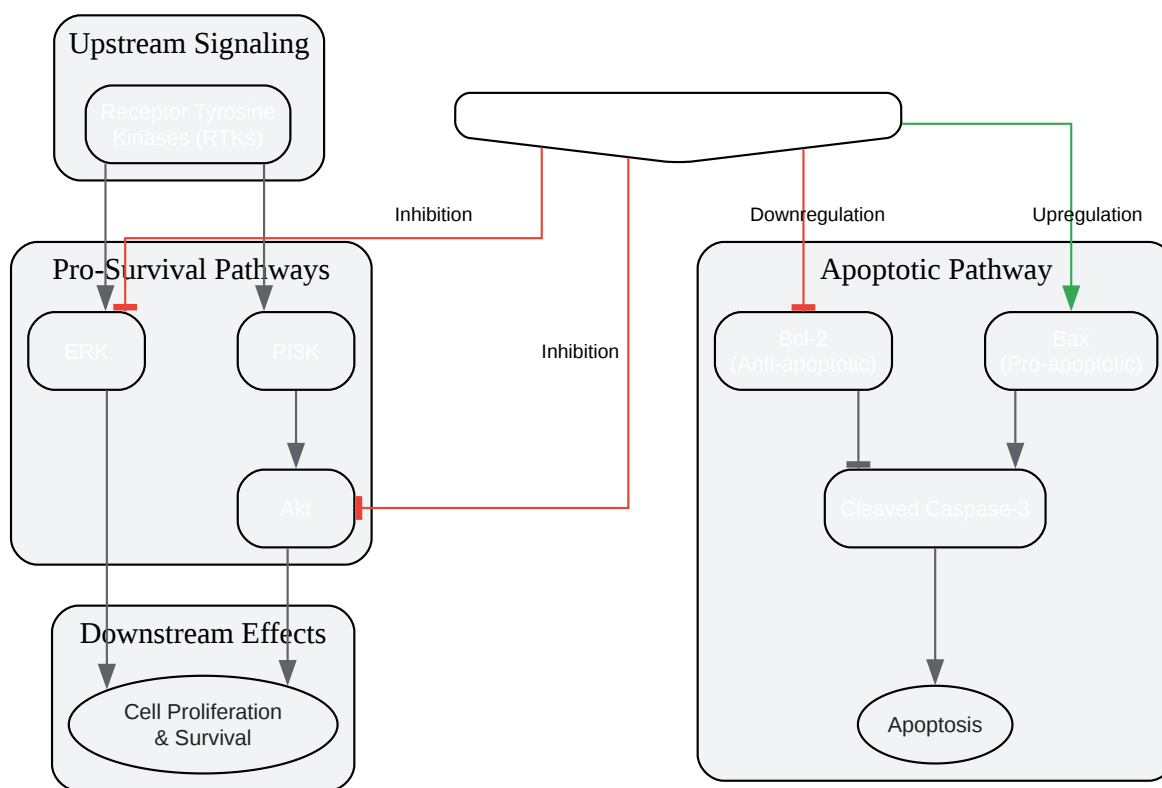 Upstream Signaling
Receptor Tyrosine
Kinases (RTKs)
Inhibition
Downregulation
Upregulation
Pro-Survival Pathways
Apoptotic Pathway
ERK
PI3K
Inhibition
Bcl-2
(Anti-apoptotic)
Bax
(Pro-apoptotic)
Akt
Cleaved Caspase-3
Downstream Effects
Cell Proliferation
& Survival
Apoptosis